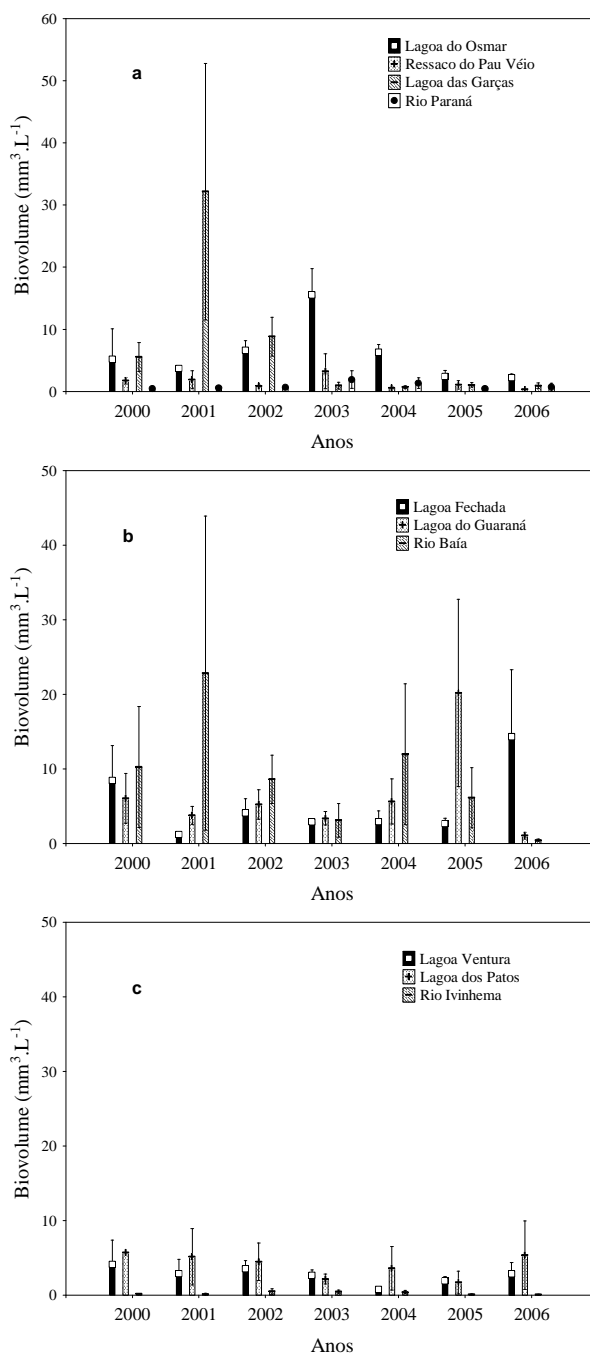 60
a
Lagoa do Osmar
Ressaco do Pau Véio
Lagoa das Garças
Rio Paraná
50
40
30
20
10
0
Biovolume (mm³.L⁻¹)
2000 2001 2002 2003 2004 2005 2006
Anos
50
b
Lagoa Fechada
Lagoa do Guaraná
Rio Baía
40
30
20
10
0
Biovolume (mm³.L⁻¹)
2000 2001 2002 2003 2004 2005 2006
Anos
50
c
Lagoa Ventura
Lagoa dos Patos
Rio Ivinhema
40
30
20
10
0
Biovolume (mm³.L⁻¹)
2000 2001 2002 2003 2004 2005 2006
Anos